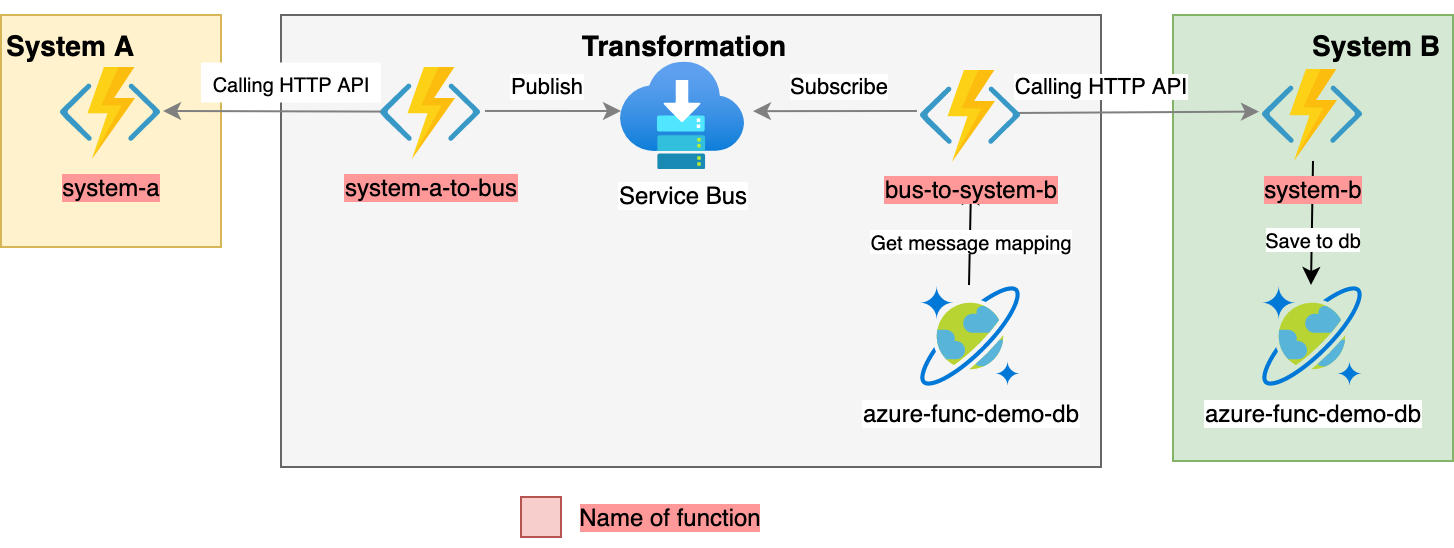 System A
Transformation
System B
Calling HTTP API
Publish
Subscribe
Calling HTTP API
system-a
system-a-to-bus
Service Bus
bus-to-system-b
system-b
Get message mapping
Save to db
azure-func-demo-db
azure-func-demo-db
Name of function